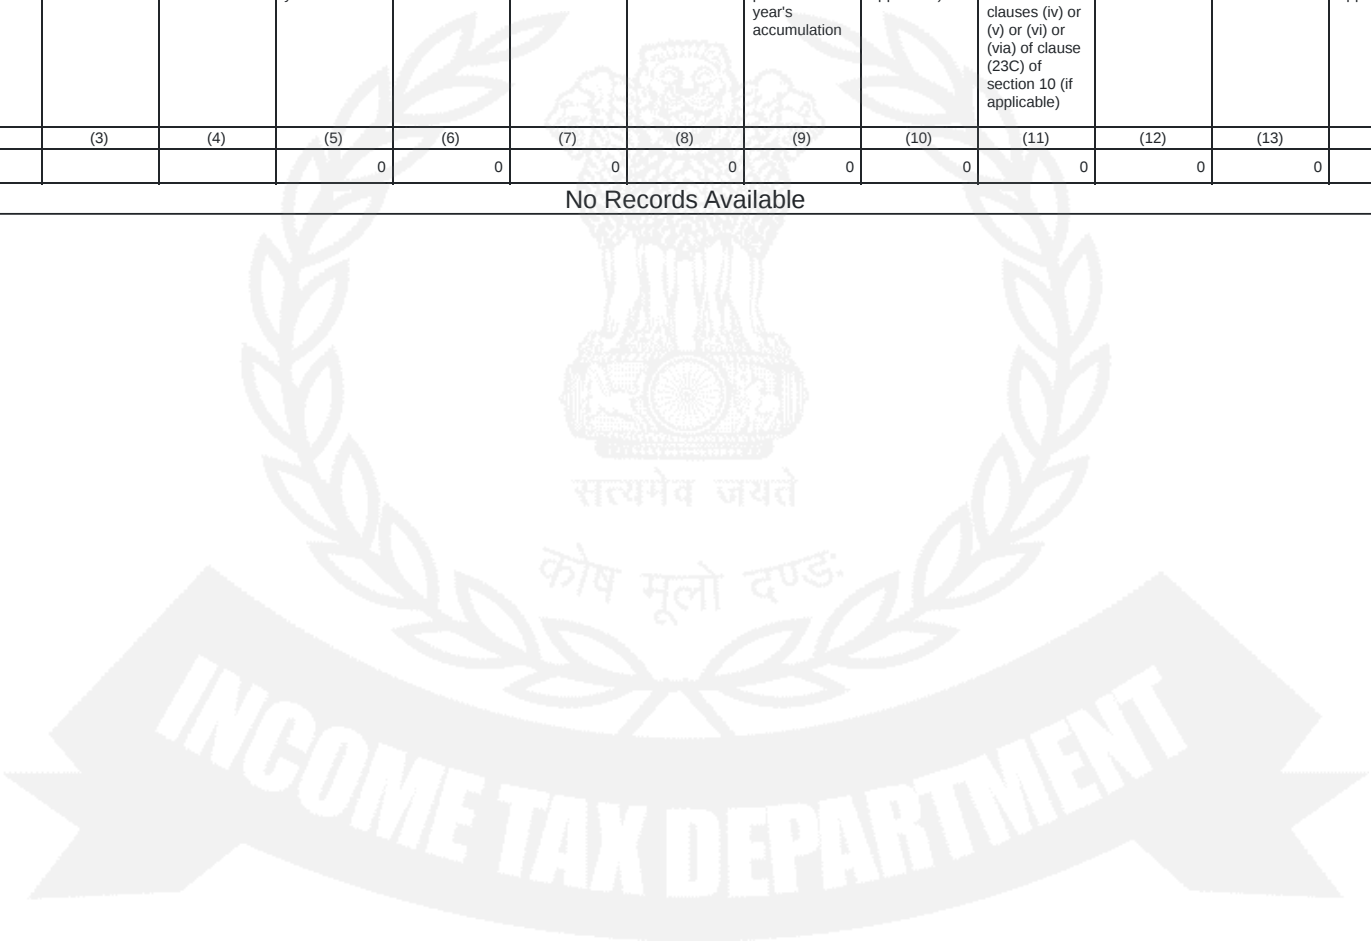 year's
accumulation
clauses (iv) or
(v) or (vi) or
(via) of clause
(23C) of
section 10 (if
applicable)
(3) (4) (5) (6) (7) (8) (9) (10) (11) (12) (13)
0 0 0 0 0 0 0 0 0
No Records Available
सत्यमेव जयते
कोष मूलो दण्डः
INCOME TAX DEPARTMENT